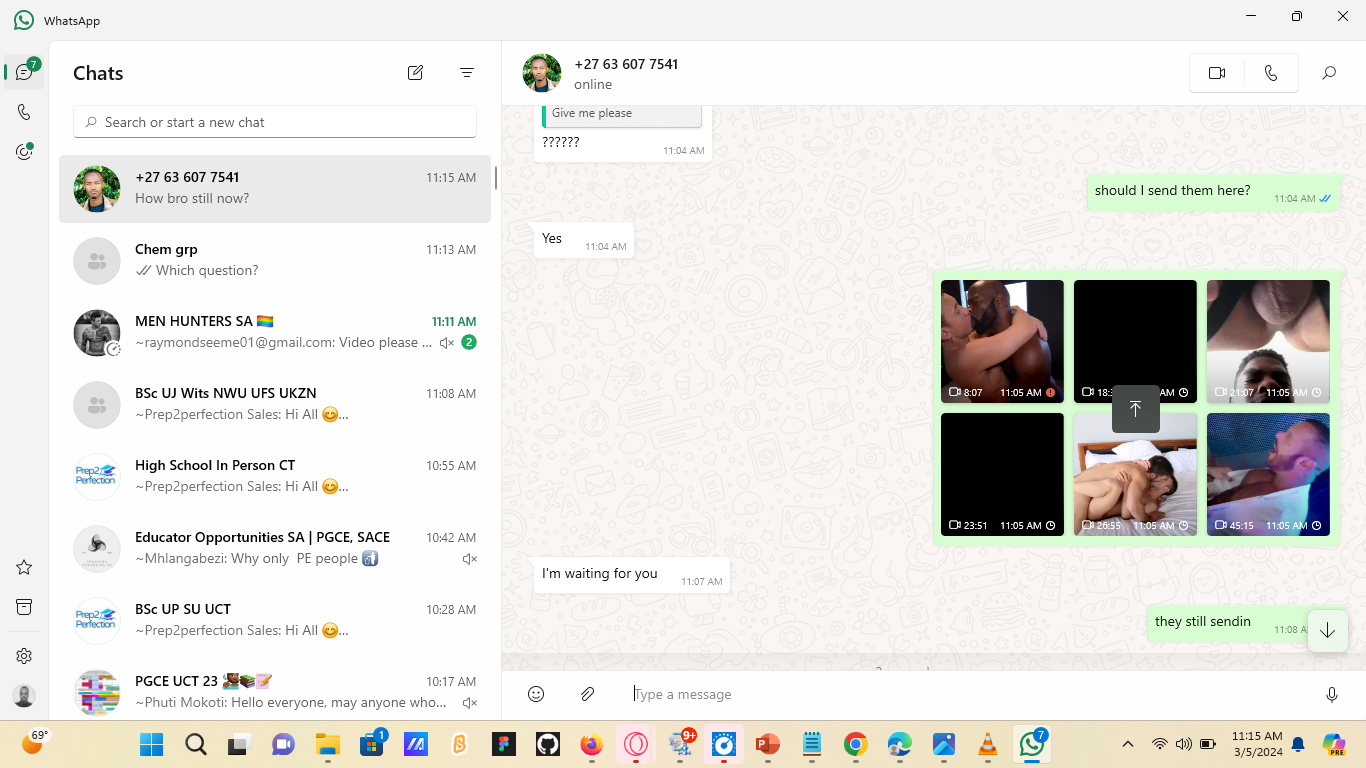 WhatsApp
7
Chats
Search or start a new chat
+27 63 607 7541
11:15 AM
How bro still now?
Chem grp
11:13 AM
Which question?
MEN HUNTERS SA 🏳️‍🌈
11:11 AM
~raymondseeme01@gmail.com: Video please ...
2
BSc UJ Wits NWU UFS UKZN
11:08 AM
~Prep2perfection Sales: Hi All 😊...
Prep2
Perfection
High School In Person CT
10:55 AM
~Prep2perfection Sales: Hi All 😊...
Educator Opportunities SA | PGCE, SACE
10:42 AM
~Mhlangabezi: Why only PE people 🚮
Prep2
Perfection
BSc UP SU UCT
10:28 AM
~Prep2perfection Sales: Hi All 😊...
PGCE UCT 23 👩🏾‍🏫📚📝
10:17 AM
~Phuti Mokoti: Hello everyone, may anyone who...
+27 63 607 7541
online
Give me please
??????
11:04 AM
should I send them here?
11:04 AM
Yes
11:04 AM
8:07
11:05 AM
18:3
AM
21:07
11:05 AM
23:51
11:05 AM
26:55
11:05 AM
45:15
11:05 AM
I'm waiting for you
11:07 AM
they still sendin
11:08 A
Type a message
69°
1
9+
7
11:15 AM
3/5/2024
PRE